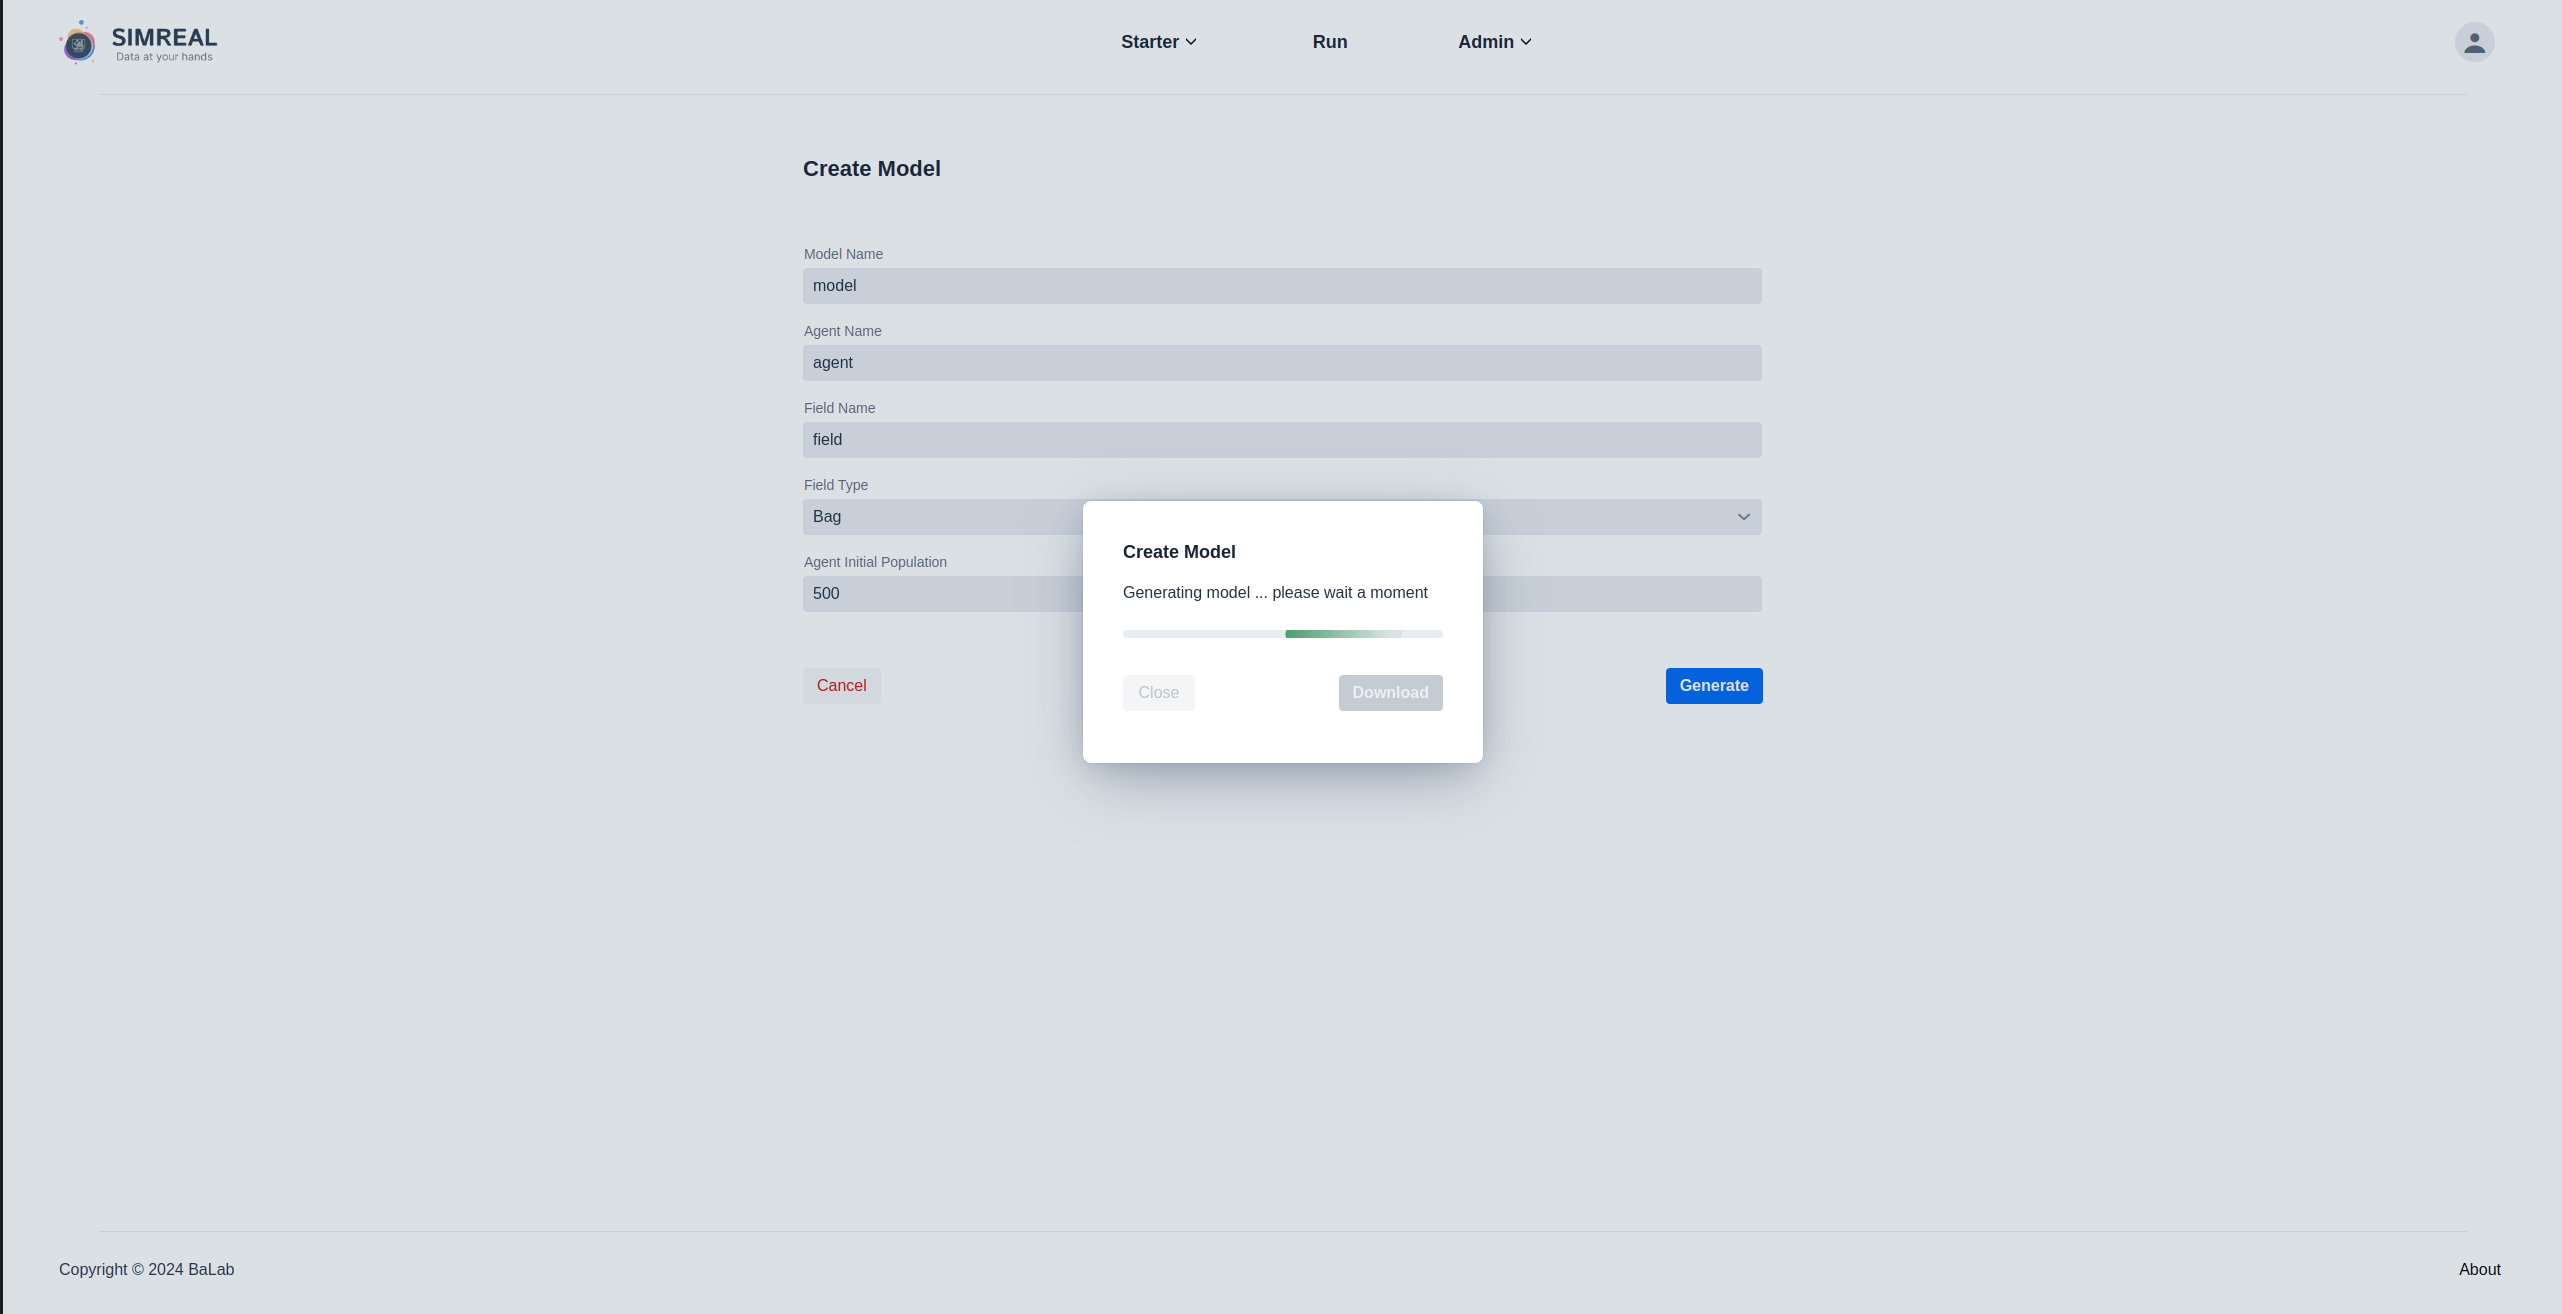 SIMREAL
Data at your hands
Starter
Run
Admin
Create Model
Model Name
model
Agent Name
agent
Field Name
field
Field Type
Bag
Agent Initial Population
500
Cancel
Generate
Create Model
Generating model ... please wait a moment
Close
Download
Copyright © 2024 BaLab
About